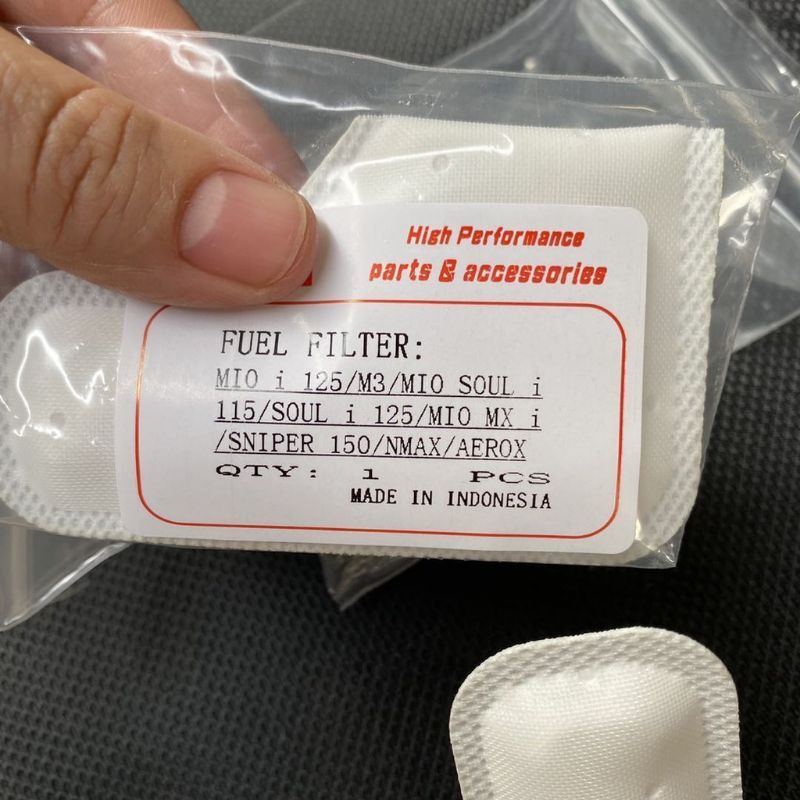 High Performance
parts & accessories
FUEL FILTER:
MIO i 125/M3/MIO SOUL i
115/SOUL i 125/MIO MX i
/SNIPER 150/NMAX/AEROX
QTY: 1 PCS
MADE IN INDONESIA